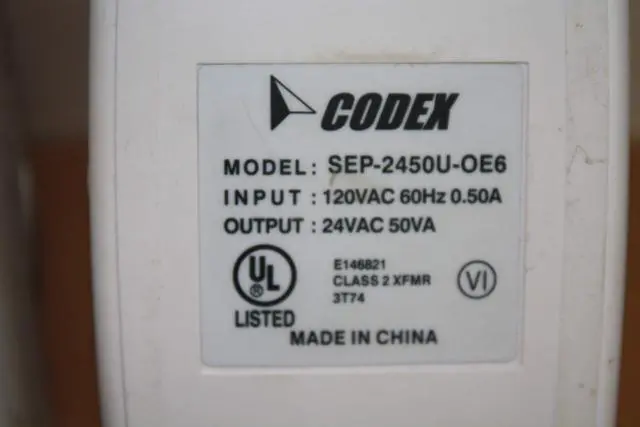 CODEX
MODEL: SEP-2450U-OE6
INPUT : 120VAC 60Hz 0.50A
OUTPUT : 24VAC 50VA
UL
®
LISTED
E146821
CLASS 2 XFMR
3T74
VI
MADE IN CHINA